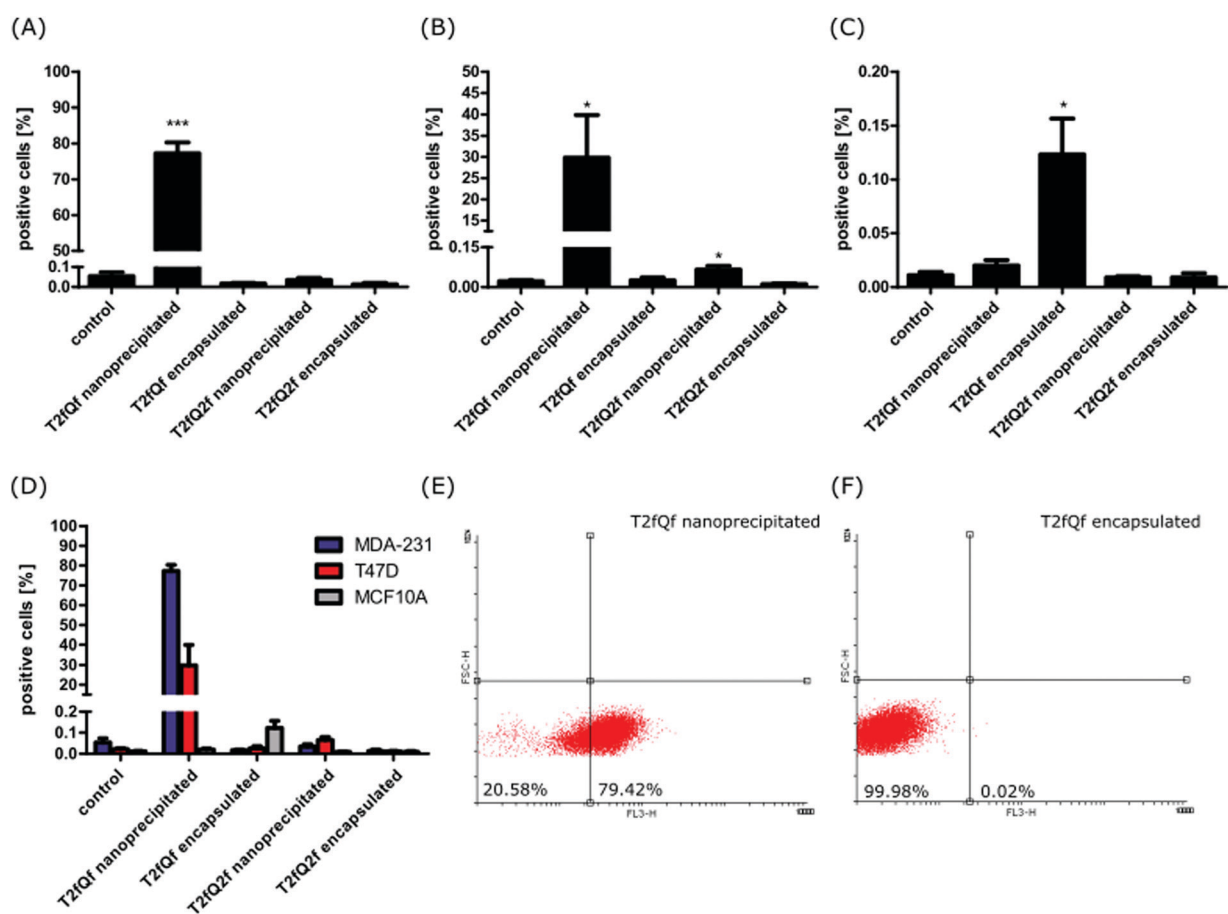 (A)
positive cells [%]
100
90
80
70
60
50
0.1
0.0
***
control
T2fQf nanoprecipitated
T2fQf encapsulated
T2fQ2f nanoprecipitated
T2fQ2f encapsulated
(B)
positive cells [%]
50
45
40
35
30
25
20
15
0.15
0.00
*
*
control
T2fQf nanoprecipitated
T2fQf encapsulated
T2fQ2f nanoprecipitated
T2fQ2f encapsulated
(C)
positive cells [%]
0.20
0.15
0.10
0.05
0.00
*
control
T2fQf nanoprecipitated
T2fQf encapsulated
T2fQ2f nanoprecipitated
T2fQ2f encapsulated
(D)
positive cells [%]
100
90
80
70
60
50
40
30
20
10
0.2
0.1
0.0
MDA-231
T47D
MCF10A
control
T2fQf nanoprecipitated
T2fQf encapsulated
T2fQ2f nanoprecipitated
T2fQ2f encapsulated
(E)
T2fQf nanoprecipitated
FSC-H
20.58%
79.42%
FL3-H
(F)
T2fQf encapsulated
FSC-H
99.98%
0.02%
FL3-H